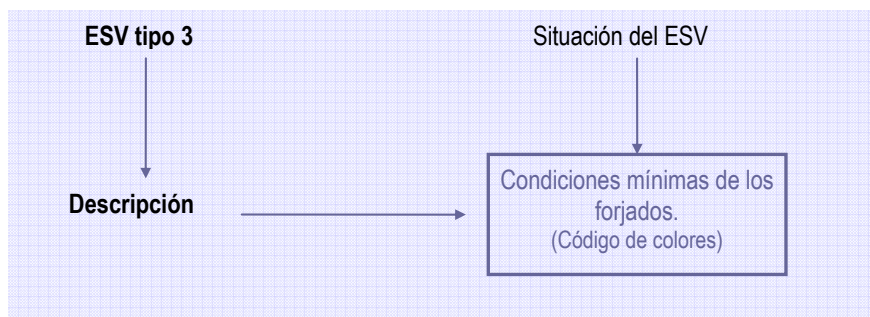 ESV tipo 3
Situación del ESV
Descripción
Condiciones mínimas de los
forjados.
(Código de colores)